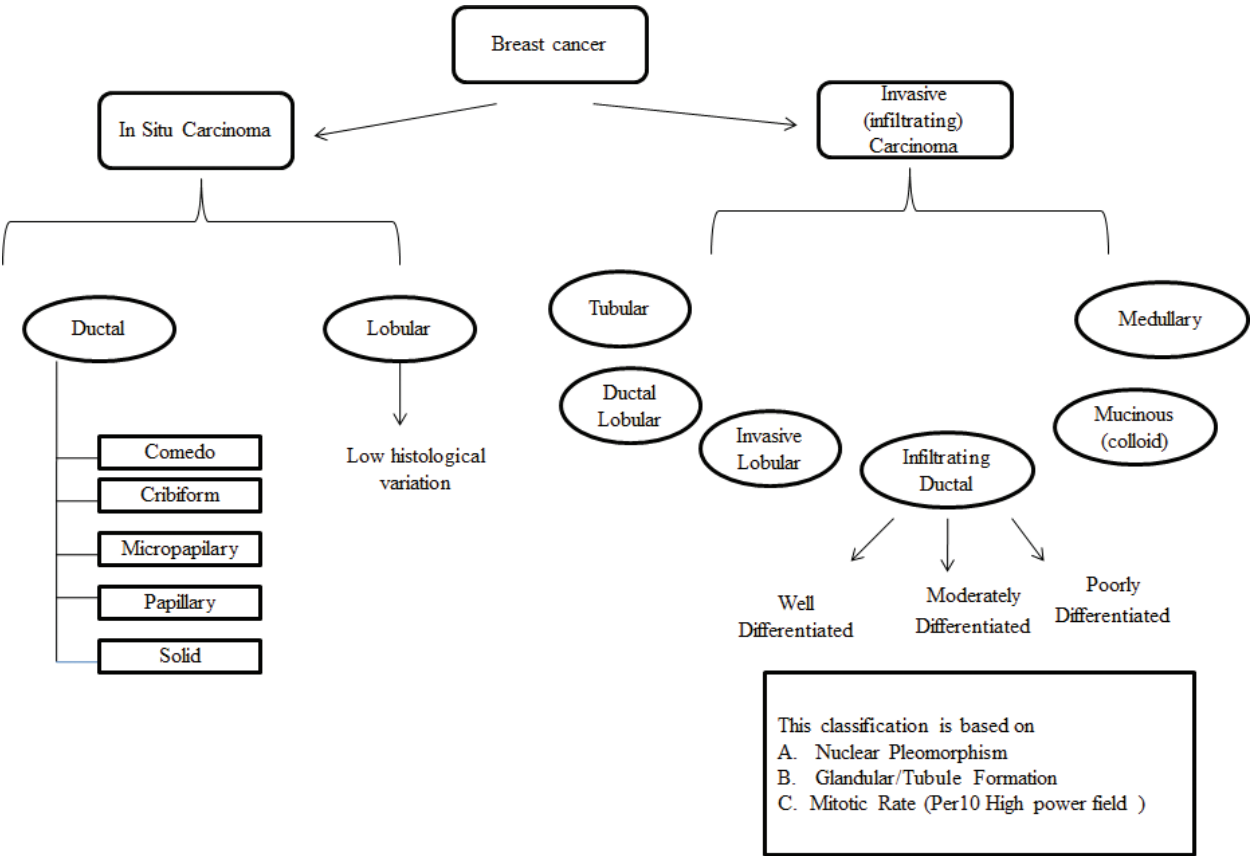 Breast cancer
In Situ Carcinoma
Invasive
(infiltrating)
Carcinoma
Ductal
Lobular
Comedo
Cribiform
Micropapilary
Papillary
Solid
Low histological
variation
Tubular
Ductal
Lobular
Invasive
Lobular
Infiltrating
Ductal
Mucinous
(colloid)
Medullary
Well
Differentiated
Moderately
Differentiated
Poorly
Differentiated
This classification is based on
A. Nuclear Pleomorphism
B. Glandular/Tubule Formation
C. Mitotic Rate (Per10 High power field )